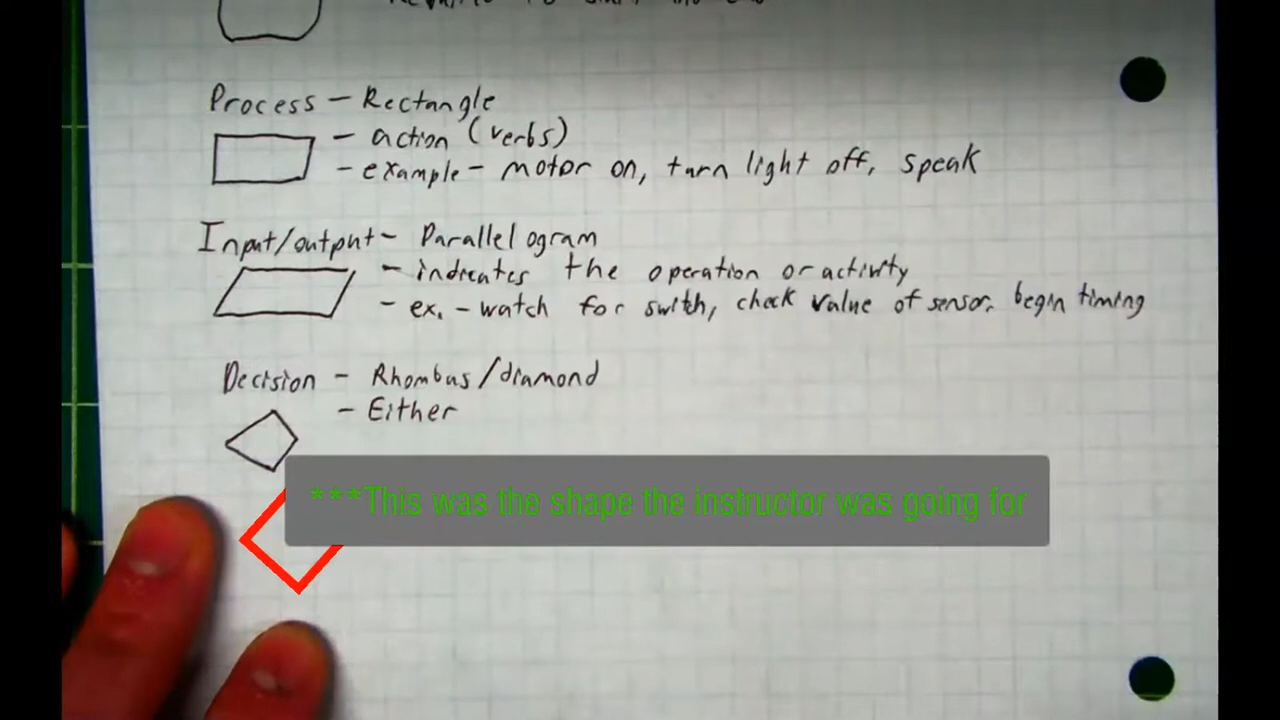 Process - Rectangle
- action (verbs)
- example - motor on, turn light off, speak
Input/output - Parallelogram
- indicates the operation or activity
- ex. - watch for swith, check value of sensor, begin timing
Decision - Rhombus/diamond
- Either
***This was the shape the instructor was going for